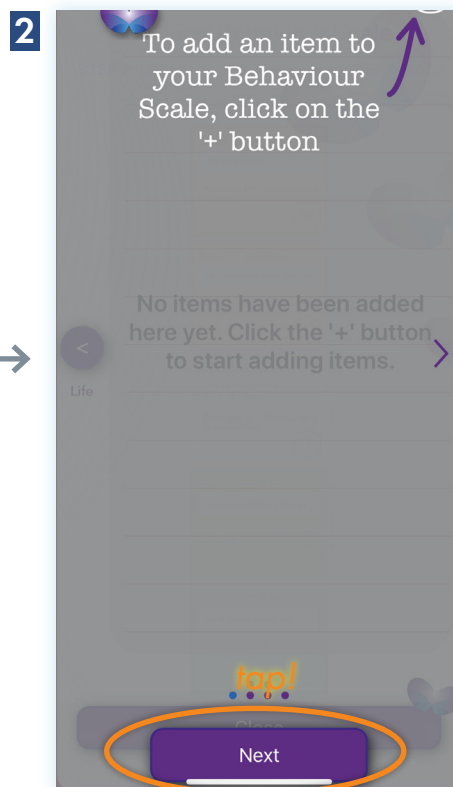 2
To add an item to
your Behaviour
Scale, click on the
'+' button
No items have been added
here yet. Click the '+' button
to start adding items.
<
Life
tap!
Close
Next